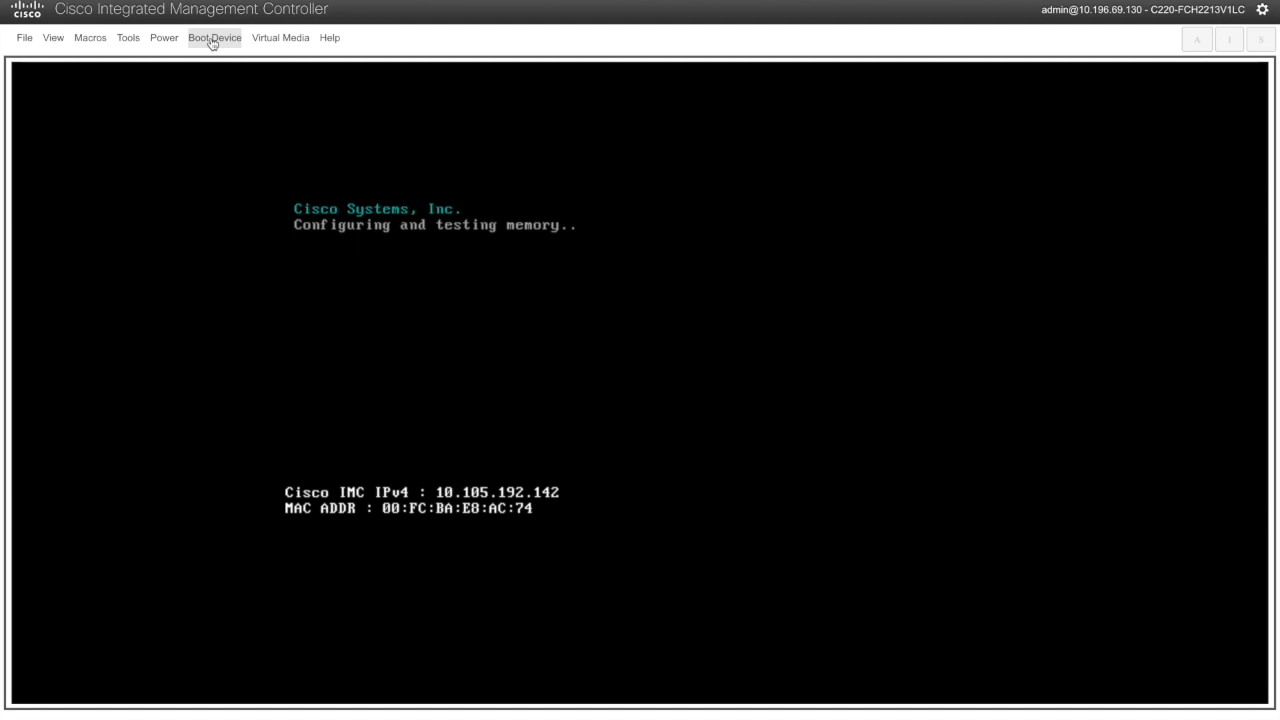 CISCO Cisco Integrated Management Controller admin@10.196.69.130 - C220-FCH2213V1LC
File View Macros Tools Power Boot Device Virtual Media Help A I S
Cisco Systems, Inc.
Configuring and testing memory..
Cisco IMC IPv4 : 10.105.192.142
MAC ADDR : 00:FC:BA:E8:AC:74